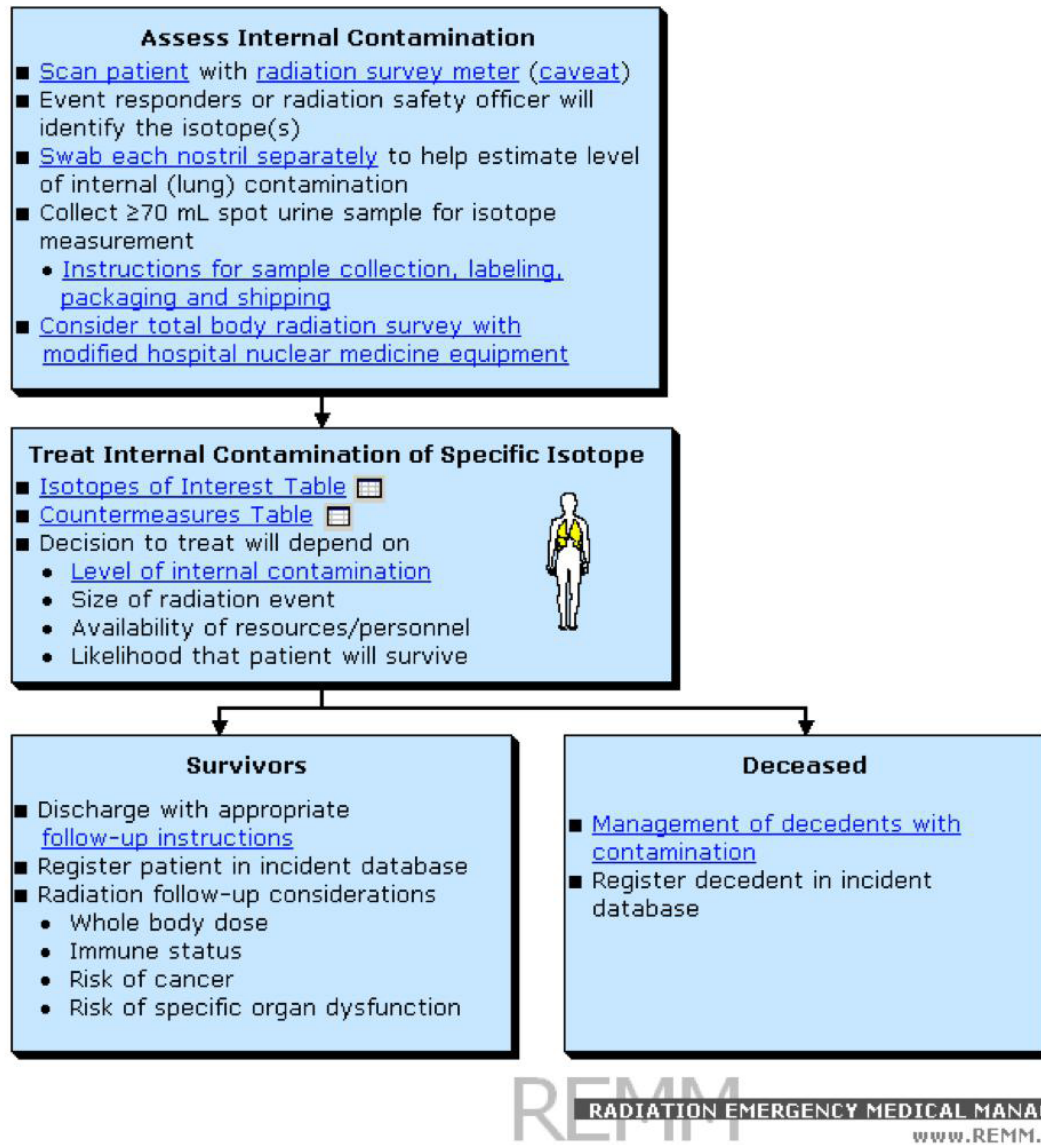 Assess Internal Contamination
■ Scan patient with radiation survey meter (caveat)
■ Event responders or radiation safety officer will
identify the isotope(s)
■ Swab each nostril separately to help estimate level
of internal (lung) contamination
■ Collect ≥70 mL spot urine sample for isotope
measurement
• Instructions for sample collection, labeling,
packaging and shipping
■ Consider total body radiation survey with
modified hospital nuclear medicine equipment
Treat Internal Contamination of Specific Isotope
■ Isotopes of Interest Table
■ Countermeasures Table
■ Decision to treat will depend on
• Level of internal contamination
• Size of radiation event
• Availability of resources/personnel
• Likelihood that patient will survive
Survivors
■ Discharge with appropriate
follow-up instructions
■ Register patient in incident database
■ Radiation follow-up considerations
• Whole body dose
• Immune status
• Risk of cancer
• Risk of specific organ dysfunction
Deceased
■ Management of decedents with
contamination
■ Register decedent in incident
database
REMM
RADIATION EMERGENCY MEDICAL MANA
www.REMM.